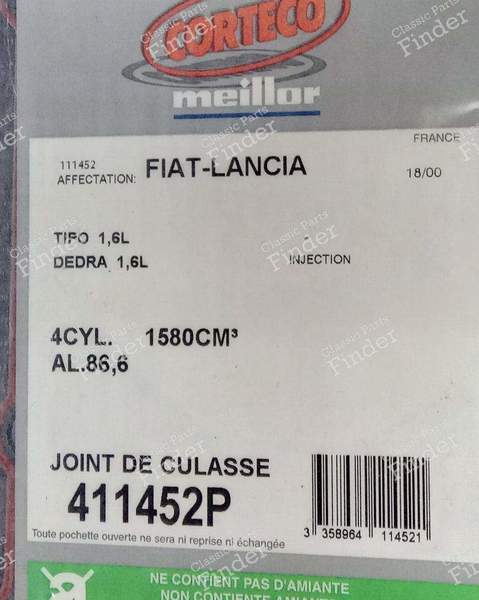 CORTECO
meillor
FRANCE
111452
AFFECTATION: FIAT-LANCIA 18/00
TIPO 1,6L -
DEDRA 1,6L INJECTION
4CYL. 1580CM³
AL.86,6
JOINT DE CULASSE
411452P
3 358964 114521
Toute pochette ouverte ne sera ni reprise ni échangée
NE CONTIENT PAS D'AMIANTE
NON CONTIENE AMIANTE
Classic Parts Finder